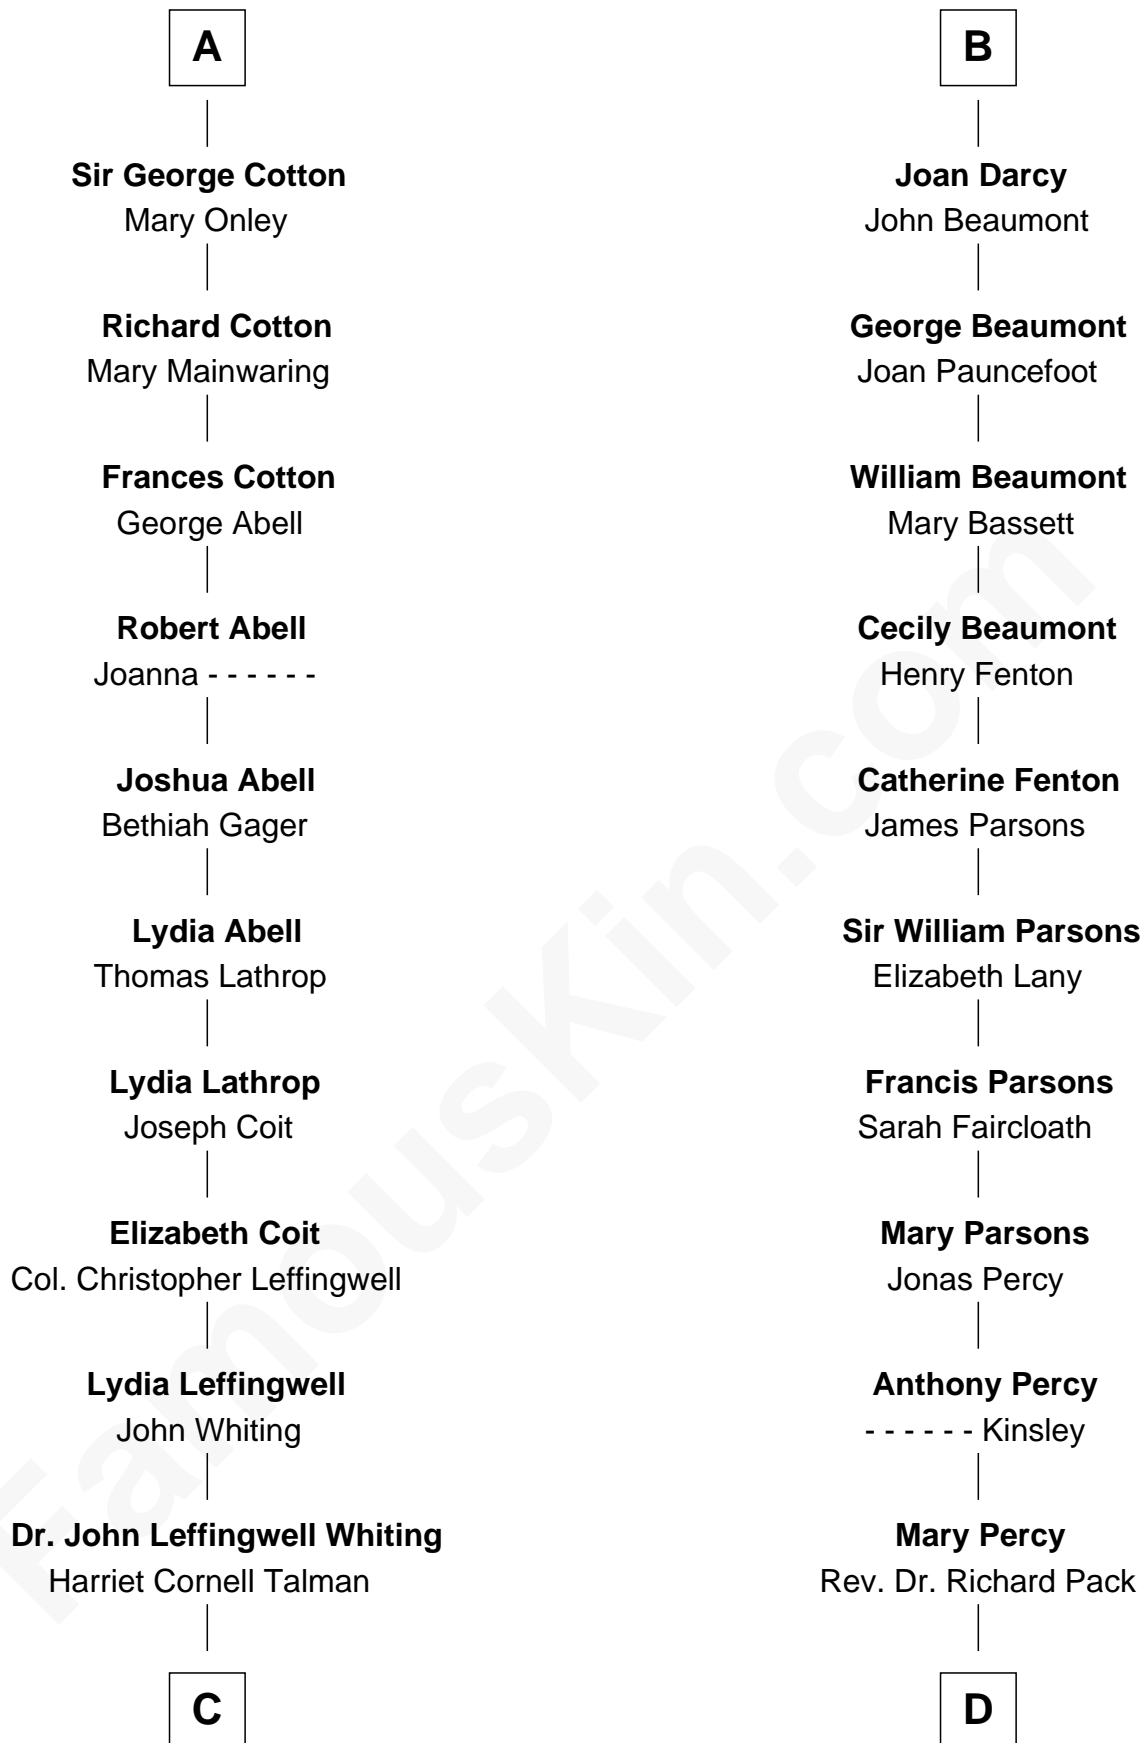 A
Sir George Cotton
Mary Onley
Richard Cotton
Mary Mainwaring
Frances Cotton
George Abell
Robert Abell
Joanna - - - - - -
Joshua Abell
Bethiah Gager
Lydia Abell
Thomas Lathrop
Lydia Lathrop
Joseph Coit
Elizabeth Coit
Col. Christopher Leffingwell
Lydia Leffingwell
John Whiting
Dr. John Leffingwell Whiting
Harriet Cornell Talman
C
B
Joan Darcy
John Beaumont
George Beaumont
Joan Pauncefoot
William Beaumont
Mary Bassett
Cecily Beaumont
Henry Fenton
Catherine Fenton
James Parsons
Sir William Parsons
Elizabeth Lany
Francis Parsons
Sarah Faircloath
Mary Parsons
Jonas Percy
Anthony Percy
- - - - - - Kinsley
Mary Percy
Rev. Dr. Richard Pack
D
FamousKin.com